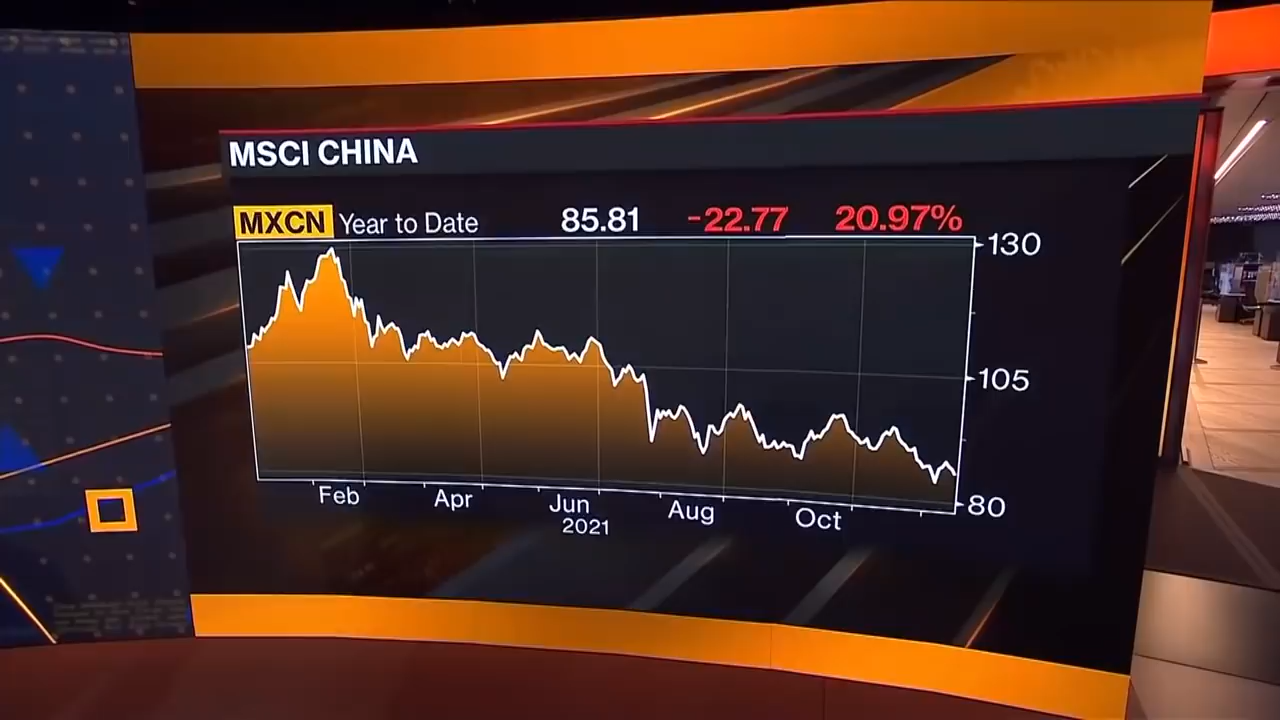 MSCI CHINA
MXCN Year to Date 85.81 -22.77 20.97%
130
105
80
Feb Apr Jun Aug Oct
2021